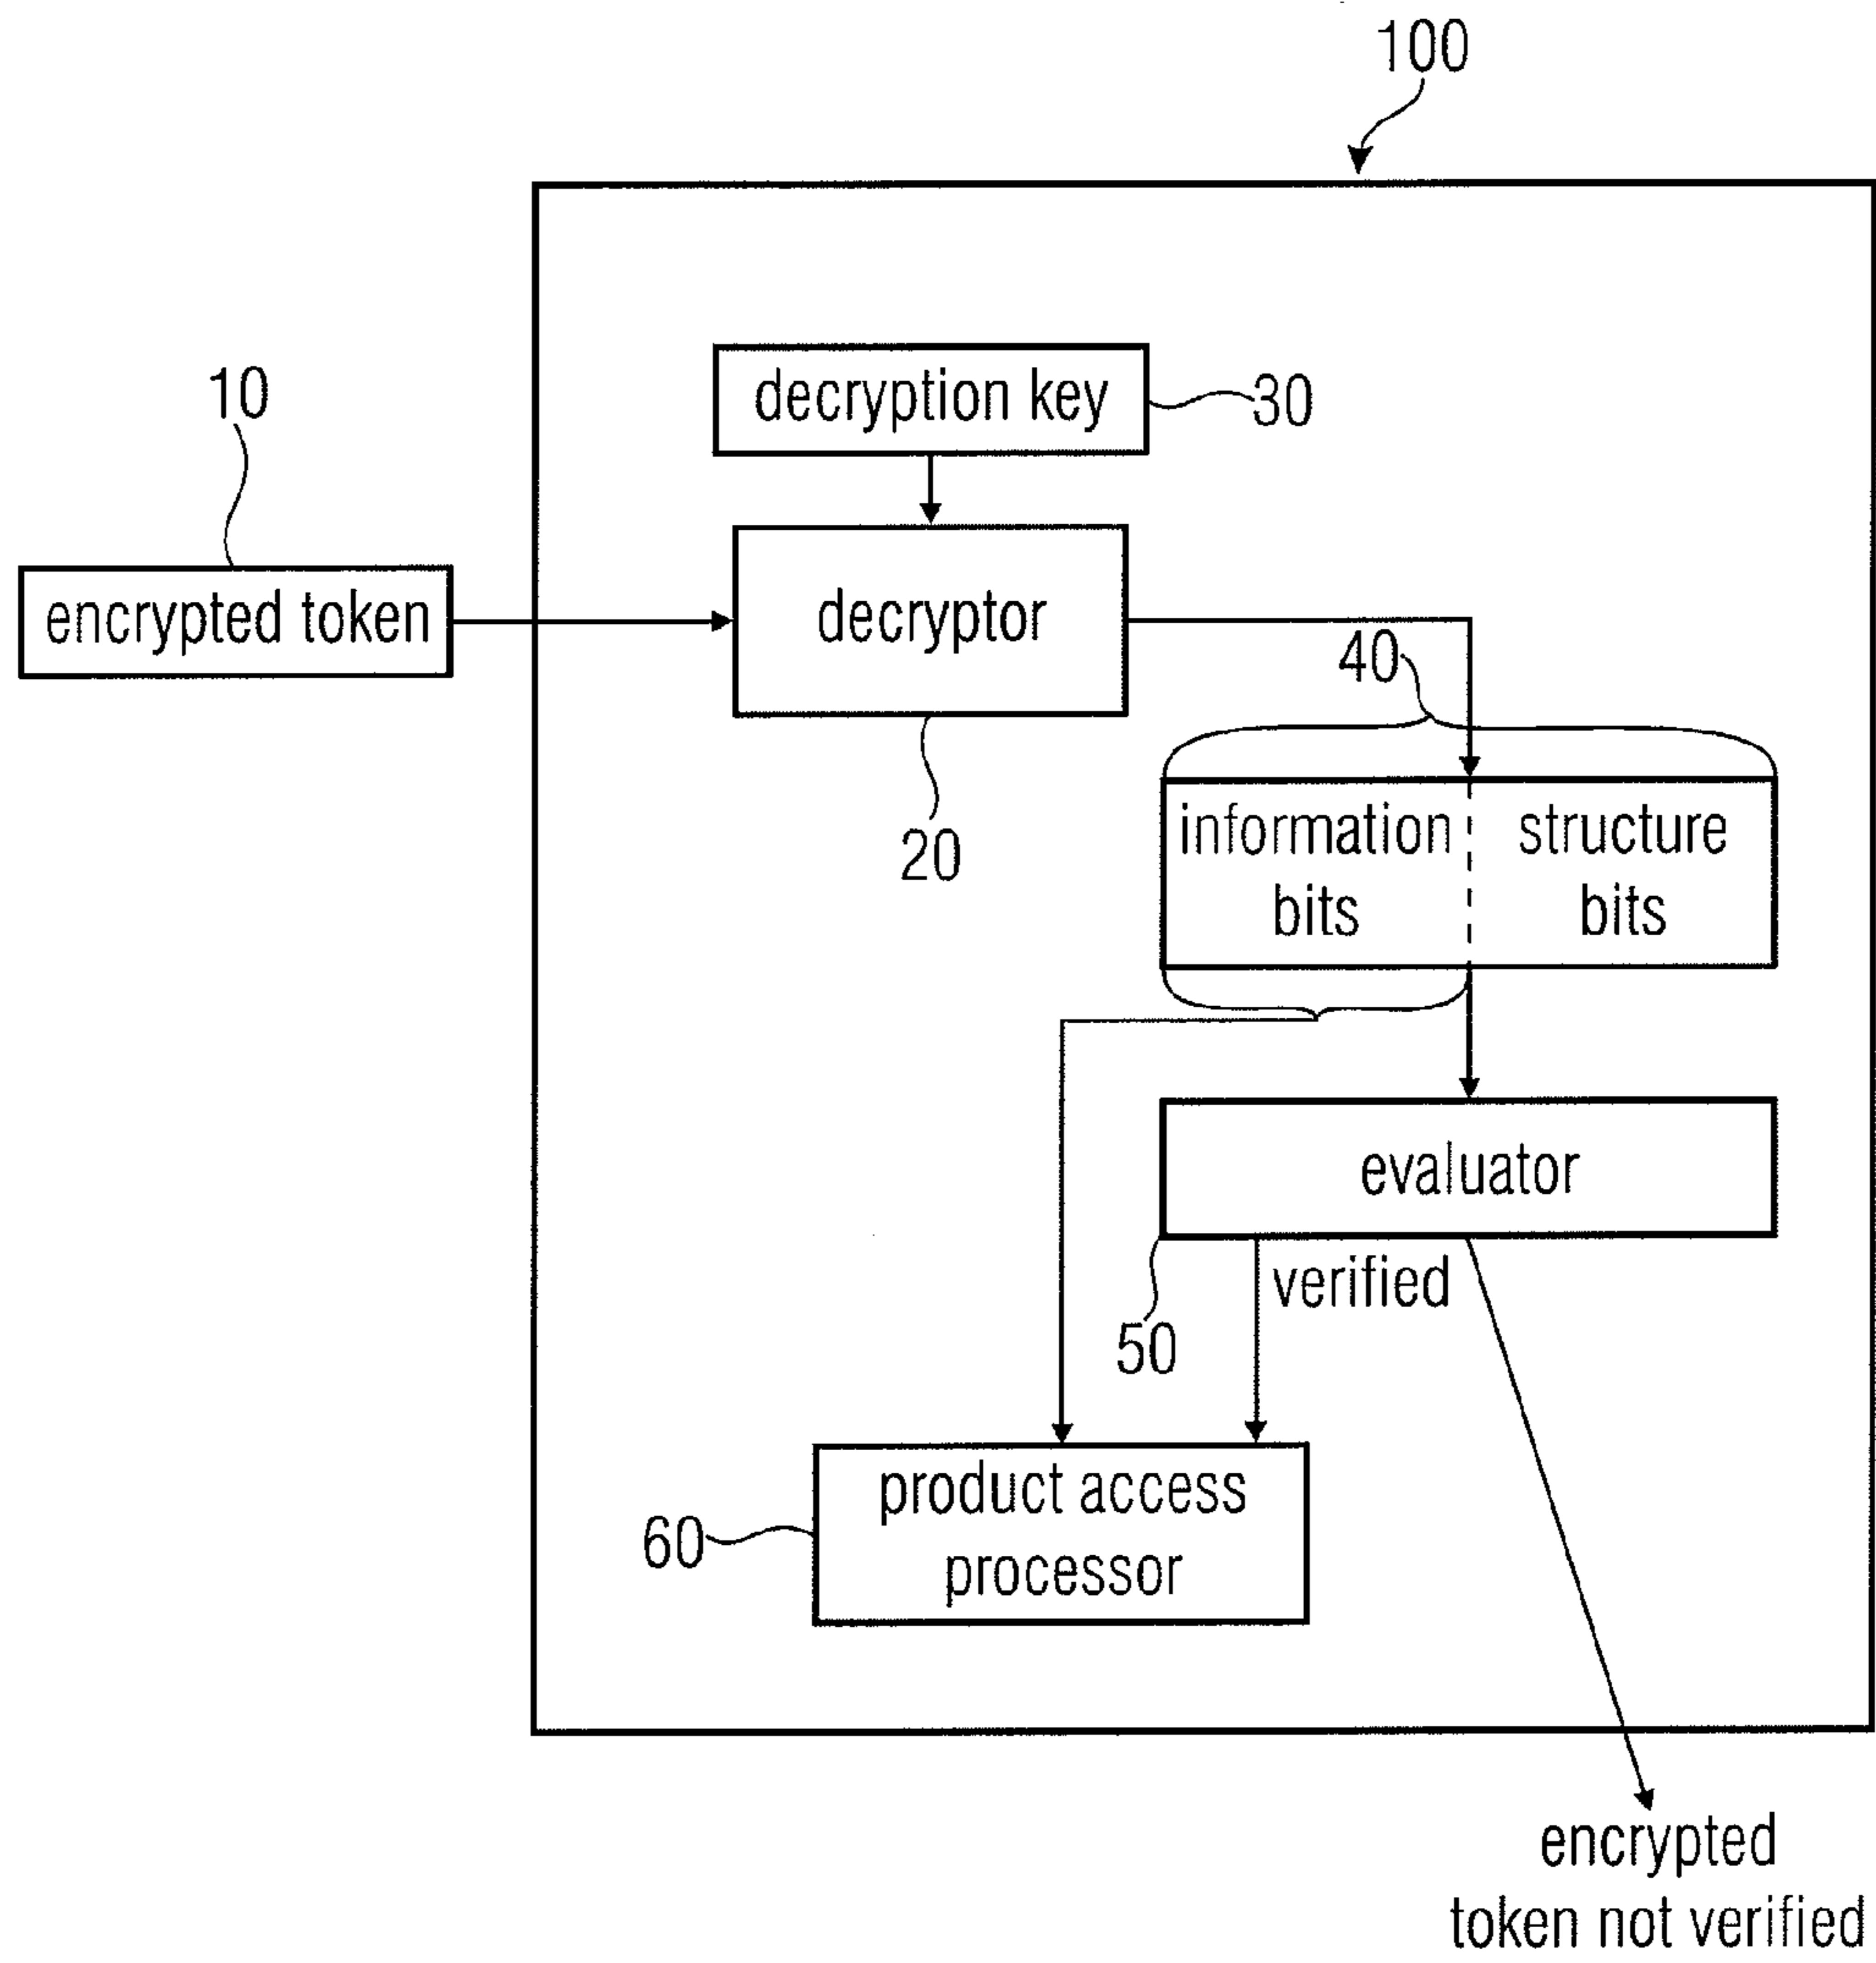 100
10
decryption key
30
encrypted token
decryptor
40
20
information
bits
structure
bits
evaluator
verified
50
product access
processor
60
encrypted
token not verified